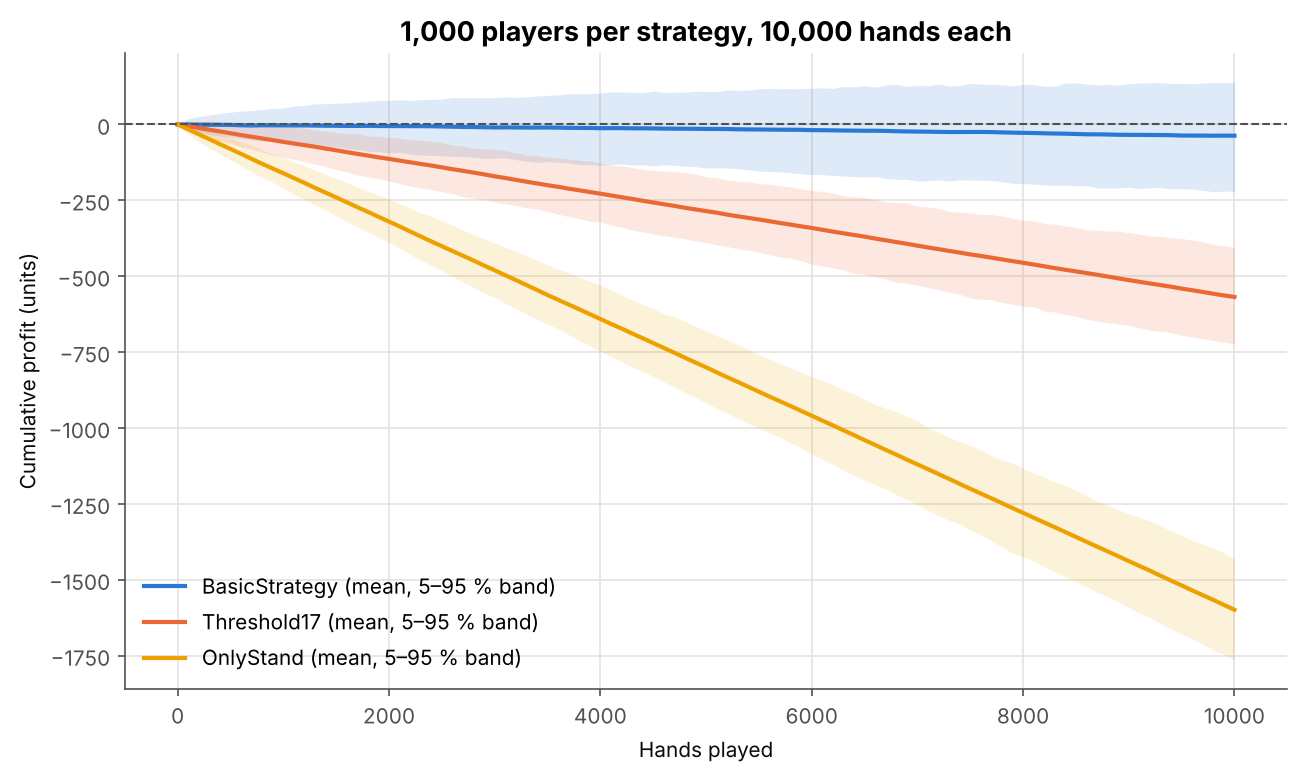 1,000 players per strategy, 10,000 hands each
Cumulative profit (units)
0
−250
−500
−750
−1000
−1250
−1500
−1750
BasicStrategy (mean, 5–95 % band)
Threshold17 (mean, 5–95 % band)
OnlyStand (mean, 5–95 % band)
0 2000 4000 6000 8000 10000
Hands played